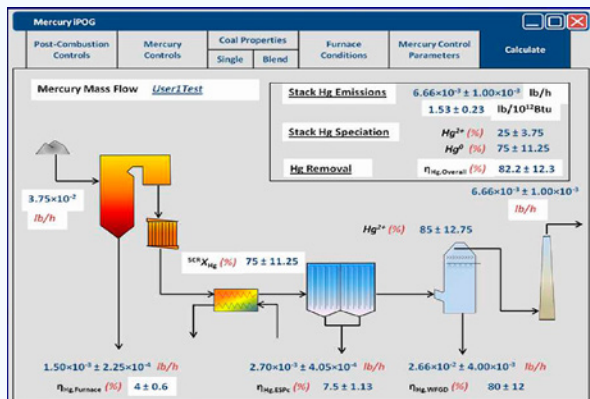 Mercury iPOG
Post-Combustion Controls
Mercury Controls
Coal Properties
Single
Blend
Furnace Conditions
Mercury Control Parameters
Calculate
Mercury Mass Flow User1Test
Stack Hg Emissions 6.66×10⁻³ ± 1.00×10⁻³ lb/h
1.53 ± 0.23 lb/10¹²Btu
Stack Hg Speciation Hg²⁺ (%) 25 ± 3.75
Hg⁰ (%) 75 ± 11.25
Hg Removal ηHg,Overall (%) 82.2 ± 12.3
6.66×10⁻³ ± 1.00×10⁻³
lb/h
3.75×10⁻²
lb/h
Hg²⁺ (%) 85 ± 12.75
SCRXHg (%) 75 ± 11.25
1.50×10⁻³ ± 2.25×10⁻⁴ lb/h
ηHg,Furnace (%) 4 ± 0.6
2.70×10⁻³ ± 4.05×10⁻⁴ lb/h
ηHg,ESPc (%) 7.5 ± 1.13
2.66×10⁻² ± 4.00×10⁻³ lb/h
ηHg,WFGD (%) 80 ± 12